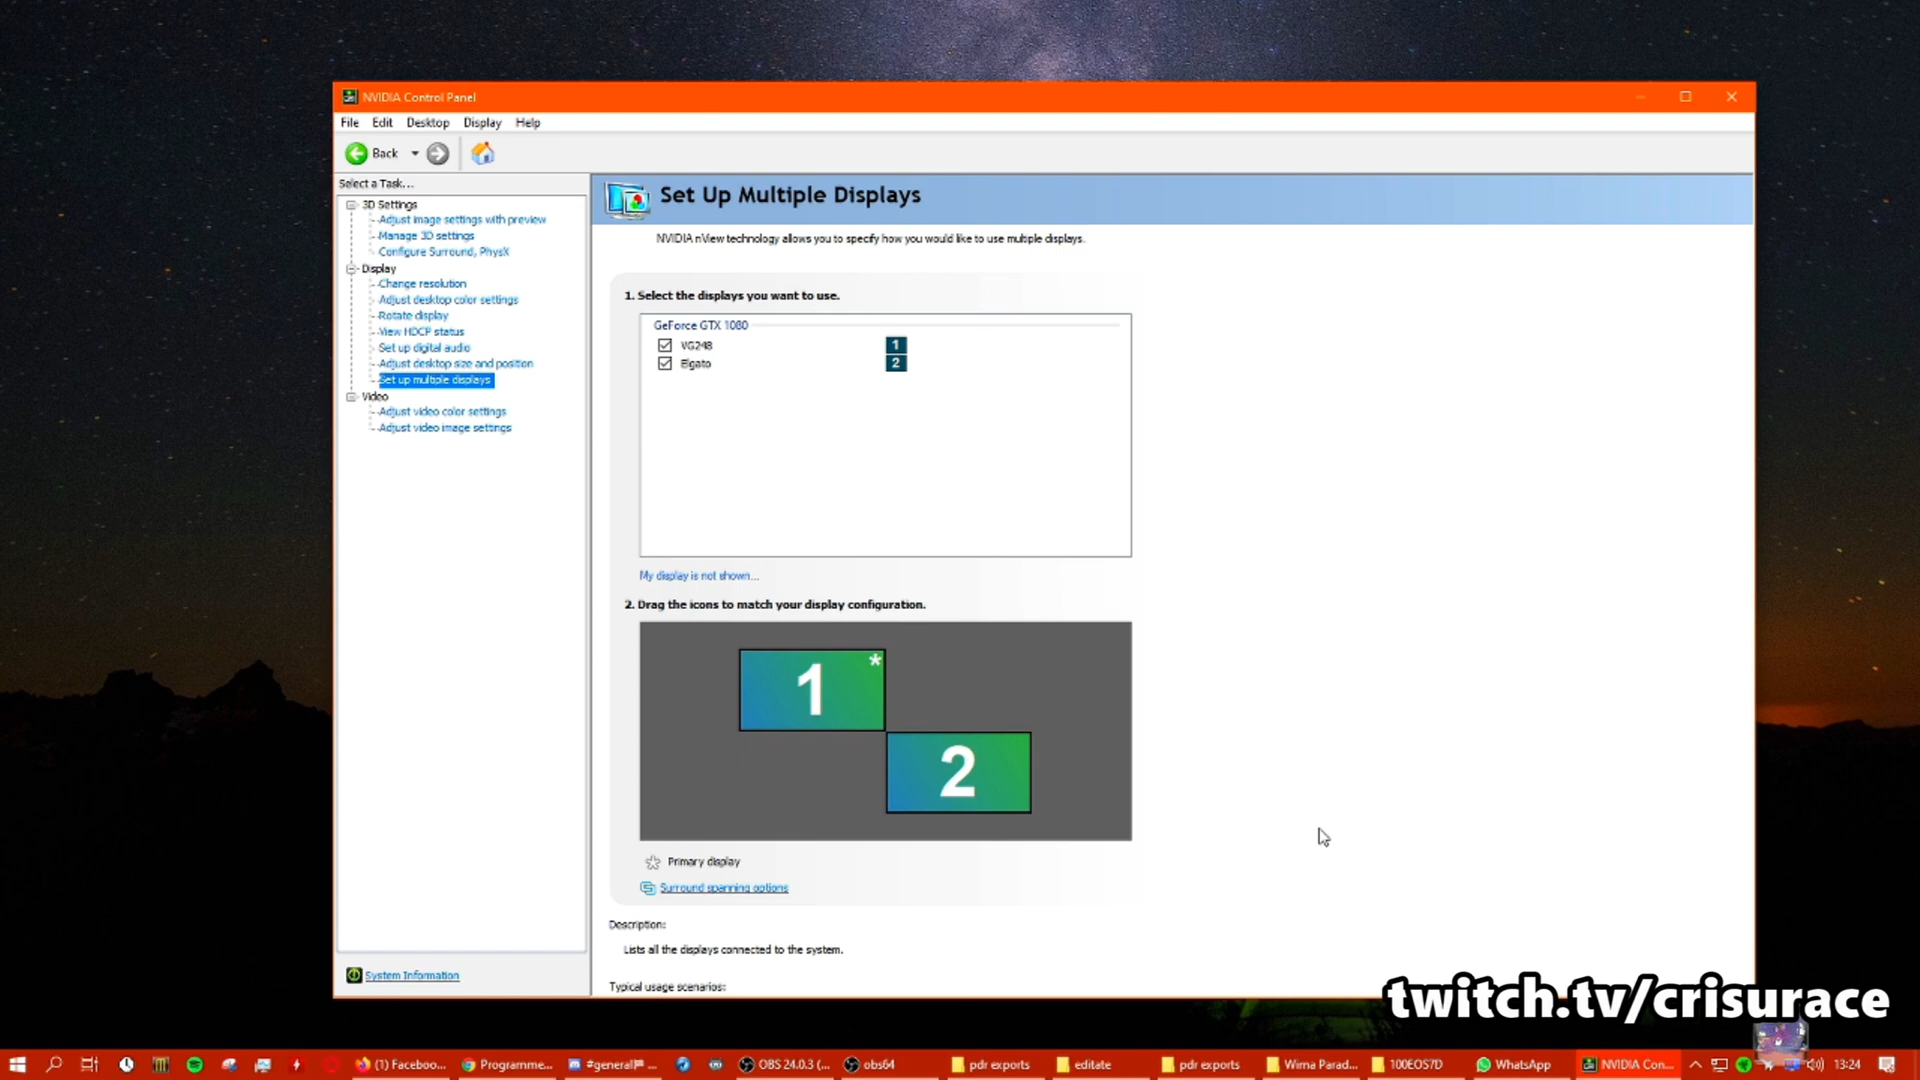 NVIDIA Control Panel
File Edit Desktop Display Help
Back
Select a Task...
3D Settings
Adjust image settings with preview
Manage 3D settings
Configure Surround, PhysX
Display
Change resolution
Adjust desktop color settings
Rotate display
View HDCP status
Set up digital audio
Adjust desktop size and position
Set up multiple displays
Video
Adjust video color settings
Adjust video image settings
System Information
Set Up Multiple Displays
NVIDIA nView technology allows you to specify how you would like to use multiple displays.
1. Select the displays you want to use.
GeForce GTX 1080
VG248 1
Elgato 2
My display is not shown...
2. Drag the icons to match your display configuration.
1 *
2
Primary display
Surround spanning options
Description:
Lists all the displays connected to the system.
Typical usage scenarios:
twitch.tv/crisurace
(1) Faceboo... Programme... #general... OBS 24.0.3 (... obs64 pdr exports editate pdr exports Wima Parad... 100EOS7D WhatsApp NVIDIA Con... 13:24